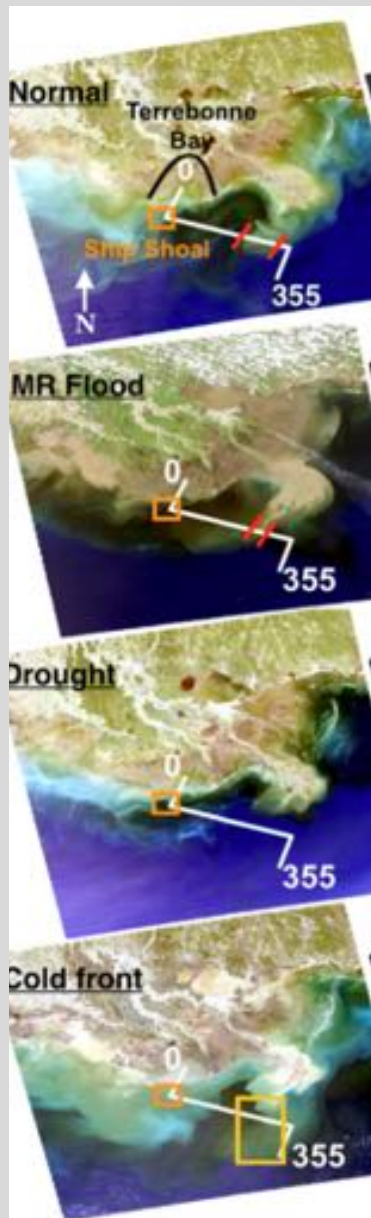 Normal
Terrebonne
Bay
0
Ship Shoal
355
N
MR Flood
0
355
Drought
0
355
Cold front
0
355